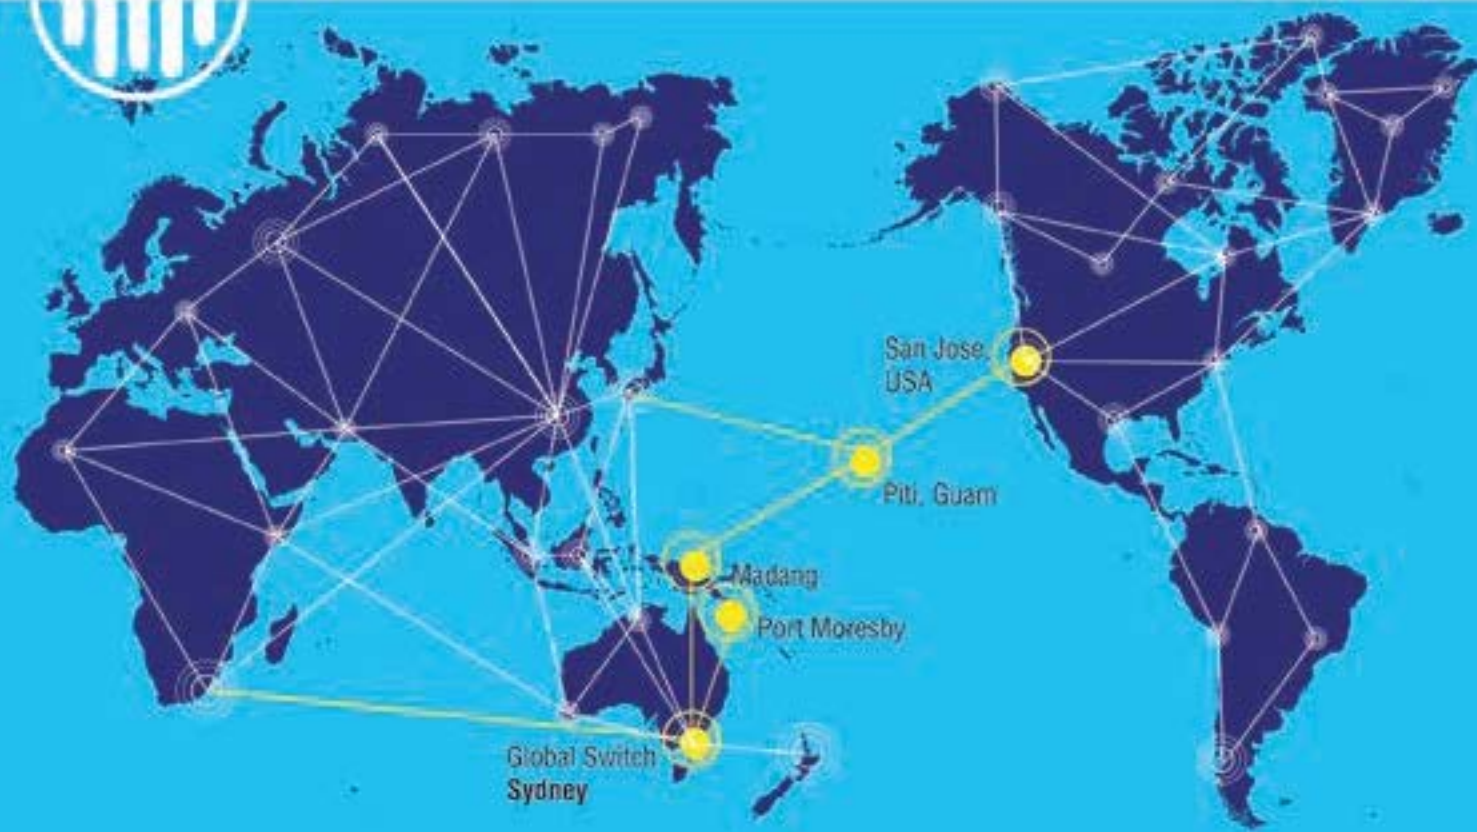 San Jose,
USA
Piti, Guam
Madang
Port Moresby
Global Switch
Sydney